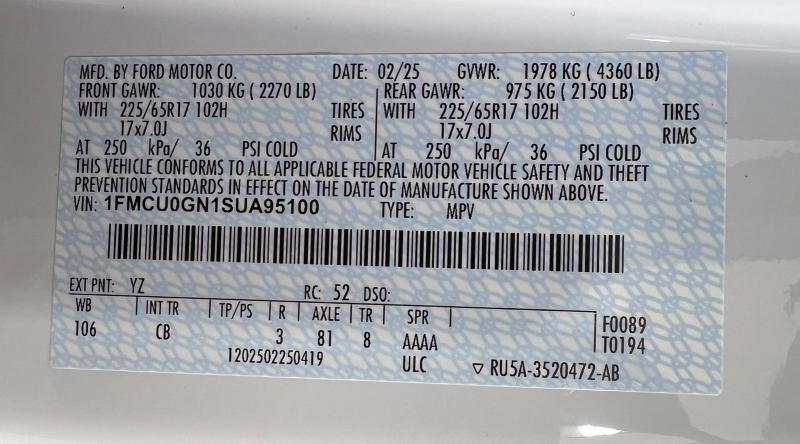 MFD. BY FORD MOTOR CO. DATE: 02/25 GVWR: 1978 KG ( 4360 LB)
FRONT GAWR: 1030 KG ( 2270 LB) REAR GAWR: 975 KG ( 2150 LB)
WITH 225/65R17 102H TIRES WITH 225/65R17 102H TIRES
17x7.0J RIMS 17x7.0J RIMS
AT 250 kPa/ 36 PSI COLD AT 250 kPa/ 36 PSI COLD
THIS VEHICLE CONFORMS TO ALL APPLICABLE FEDERAL MOTOR VEHICLE SAFETY AND THEFT
PREVENTION STANDARDS IN EFFECT ON THE DATE OF MANUFACTURE SHOWN ABOVE.
VIN: 1FMCU0GN1SUA95100 TYPE: MPV
EXT PNT: YZ RC: 52 DSO:
WB INT TR TP/PS R AXLE TR SPR F0089
106 CB 3 81 8 AAAA T0194
1202502250419 ULC ▽ RU5A-3520472-AB